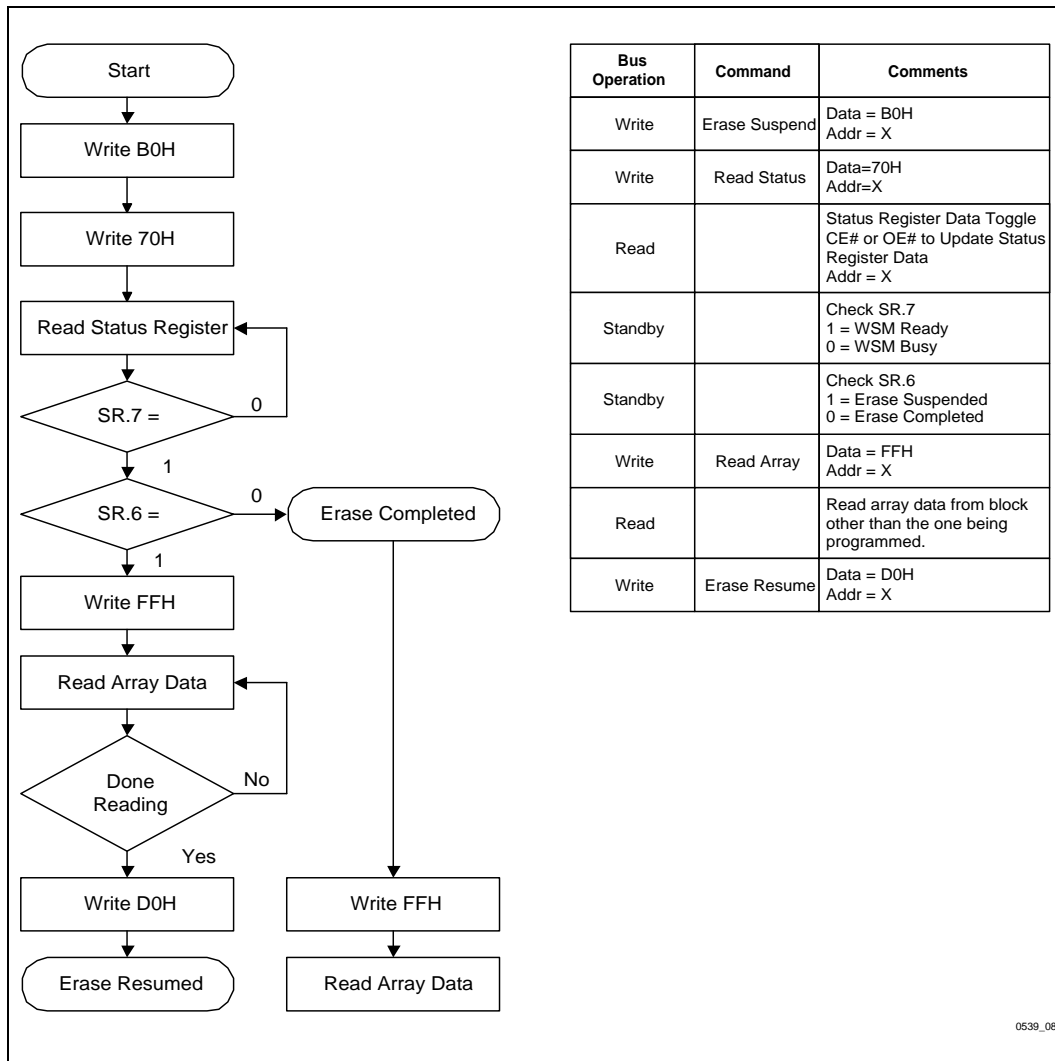 Start
Write B0H
Write 70H
Read Status Register
SR.7 =
0
1
SR.6 =
0
Erase Completed
1
Write FFH
Read Array Data
Done
Reading
No
Yes
Write D0H
Write FFH
Erase Resumed
Read Array Data
Bus
Operation
Command
Comments
Write
Erase Suspend
Data = B0H
Addr = X
Write
Read Status
Data=70H
Addr=X
Read
Status Register Data Toggle
CE# or OE# to Update Status
Register Data
Addr = X
Standby
Check SR.7
1 = WSM Ready
0 = WSM Busy
Standby
Check SR.6
1 = Erase Suspended
0 = Erase Completed
Write
Read Array
Data = FFH
Addr = X
Read
Read array data from block
other than the one being
programmed.
Write
Erase Resume
Data = D0H
Addr = X
0539_08